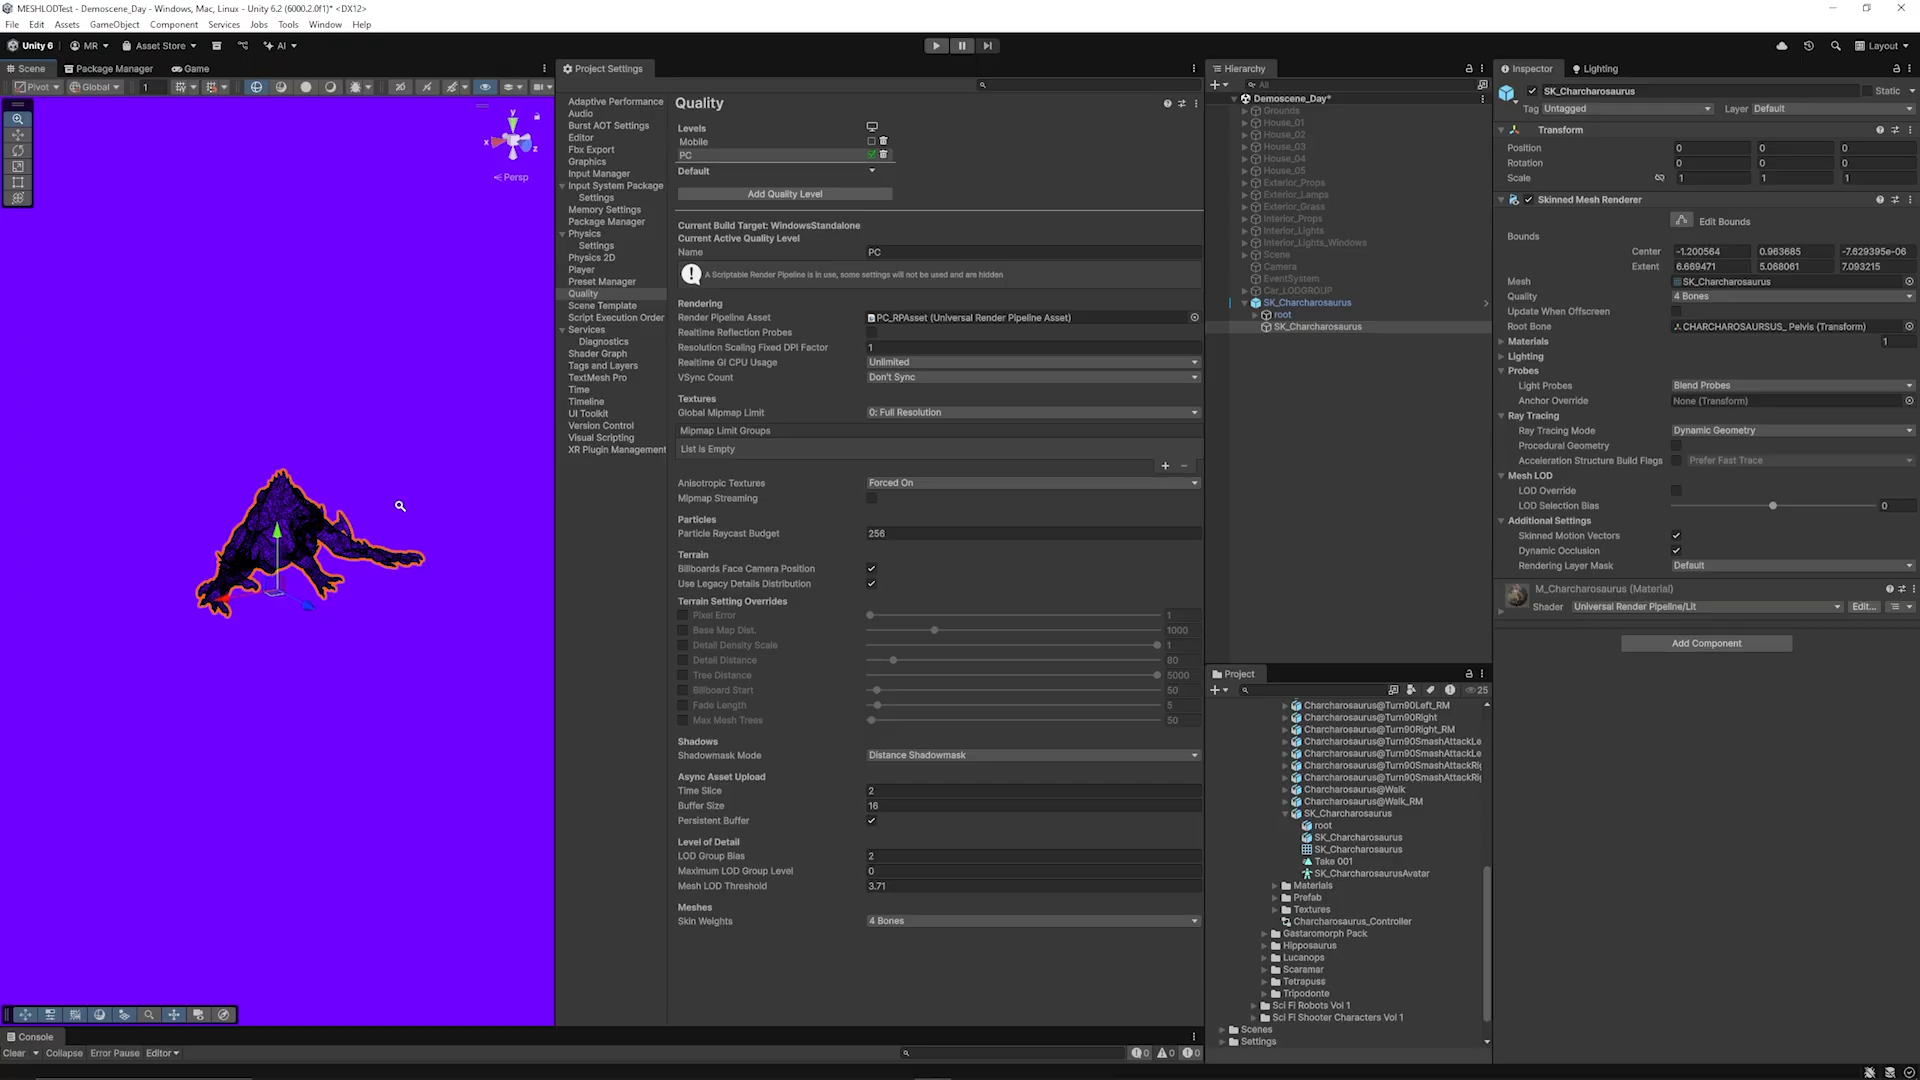 MESHLODTest - Demoscene_Day - Windows, Mac, Linux - Unity 6.2 (6000.2.0f1)* <DX12>
File Edit Assets GameObject Component Services Jobs Tools Window Help
Unity 6 MR Asset Store AI Layout
Scene Package Manager Game
Pivot Global 1
Persp
x y z
Project Settings
Adaptive Performance
Audio
Burst AOT Settings
Editor
Fbx Export
Graphics
Input Manager
Input System Package
Settings
Memory Settings
Package Manager
Physics
Settings
Physics 2D
Player
Preset Manager
Quality
Scene Template
Script Execution Order
Services
Diagnostics
Shader Graph
Tags and Layers
TextMesh Pro
Time
Timeline
UI Toolkit
Version Control
Visual Scripting
XR Plugin Management
Quality
Levels
Mobile
PC
Default
Add Quality Level
Current Build Target: WindowsStandalone
Current Active Quality Level
Name PC
A Scriptable Render Pipeline is in use, some settings will not be used and are hidden
Rendering
Render Pipeline Asset PC_RPAsset (Universal Render Pipeline Asset)
Realtime Reflection Probes
Resolution Scaling Fixed DPI Factor 1
Realtime GI CPU Usage Unlimited
VSync Count Don't Sync
Textures
Global Mipmap Limit 0: Full Resolution
Mipmap Limit Groups
List is Empty
Anisotropic Textures Forced On
Mipmap Streaming
Particles
Particle Raycast Budget 256
Terrain
Billboards Face Camera Position
Use Legacy Details Distribution
Terrain Setting Overrides
Pixel Error 1
Base Map Dist. 1000
Detail Density Scale 1
Detail Distance 80
Tree Distance 5000
Billboard Start 50
Fade Length 5
Max Mesh Trees 50
Shadows
Shadowmask Mode Distance Shadowmask
Async Asset Upload
Time Slice 2
Buffer Size 16
Persistent Buffer
Level of Detail
LOD Group Bias 2
Maximum LOD Group Level 0
Mesh LOD Threshold 3.71
Meshes
Skin Weights 4 Bones
Hierarchy
All
Demoscene_Day*
Grounds
House_01
House_02
House_03
House_04
House_05
Exterior_Props
Exterior_Lamps
Exterior_Grass
Interior_Props
Interior_Lights
Interior_Lights_Windows
Scene
Camera
EventSystem
Car_LODGROUP
SK_Charcharosaurus
root
SK_Charcharosaurus
Project
25
Charcharosaurus@Turn90Left_RM
Charcharosaurus@Turn90Right
Charcharosaurus@Turn90Right_RM
Charcharosaurus@Turn90SmashAttackLe
Charcharosaurus@Turn90SmashAttackLe
Charcharosaurus@Turn90SmashAttackRig
Charcharosaurus@Turn90SmashAttackRig
Charcharosaurus@Walk
Charcharosaurus@Walk_RM
SK_Charcharosaurus
root
SK_Charcharosaurus
SK_Charcharosaurus
Take 001
SK_CharcharosaurusAvatar
Materials
Prefab
Textures
Charcharosaurus_Controller
Gastaromorph Pack
Hipposaurus
Lucanops
Scaramar
Tetrapuss
Tripodonte
Sci Fi Robots Vol 1
Sci Fi Shooter Characters Vol 1
Scenes
Settings
Inspector Lighting
SK_Charcharosaurus Static
Tag Untagged Layer Default
Transform
Position 0 0 0
Rotation 0 0 0
Scale 1 1 1
Skinned Mesh Renderer
Edit Bounds
Bounds
Center -1.200564 0.963685 -7.629395e-06
Extent 6.669471 5.068061 7.093215
Mesh SK_Charcharosaurus
Quality 4 Bones
Update When Offscreen
Root Bone CHARCHAROSAURSUS_ Pelvis (Transform)
Materials 1
Lighting
Probes
Light Probes Blend Probes
Anchor Override None (Transform)
Ray Tracing
Ray Tracing Mode Dynamic Geometry
Procedural Geometry
Acceleration Structure Build Flags Prefer Fast Trace
Mesh LOD
LOD Override
LOD Selection Bias 0
Additional Settings
Skinned Motion Vectors
Dynamic Occlusion
Rendering Layer Mask Default
M_Charcharosaurus (Material)
Shader Universal Render Pipeline/Lit Edit...
Add Component
Console
Clear Collapse Error Pause Editor
0 0 0